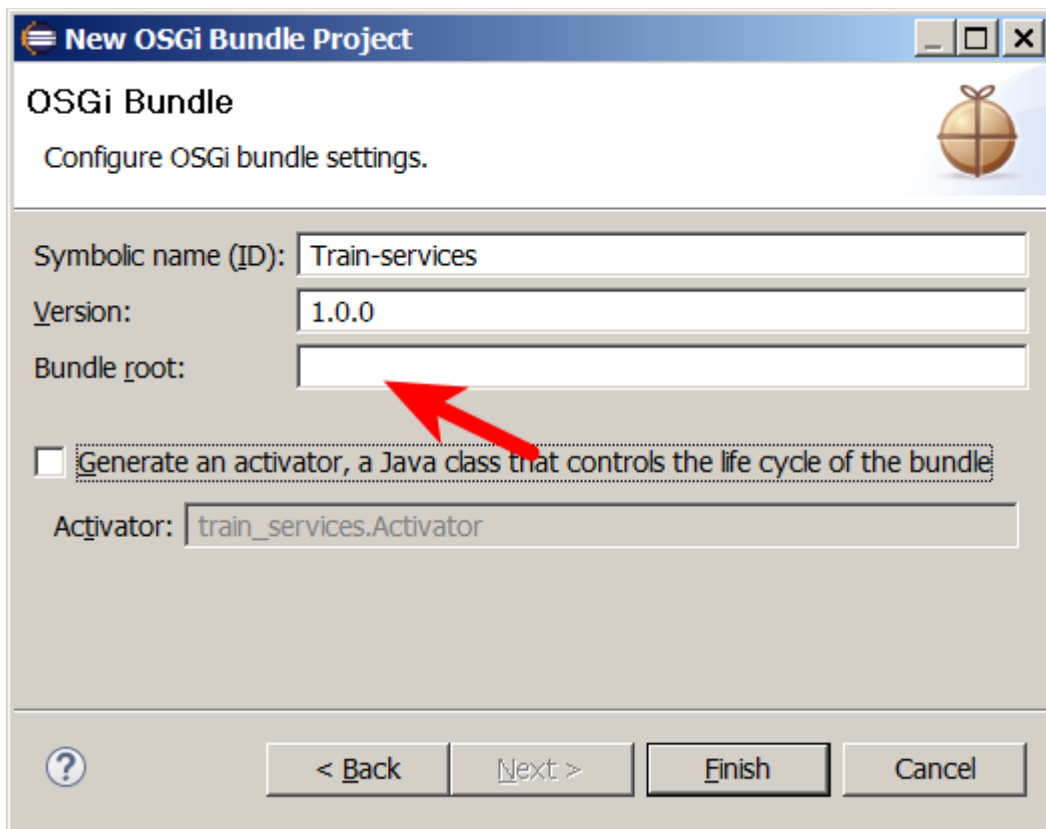 New OSGi Bundle Project
OSGi Bundle
Configure OSGi bundle settings.
Symbolic name (ID): Train-services
Version: 1.0.0
Bundle root:
Generate an activator, a Java class that controls the life cycle of the bundle
Activator: train_services.Activator
? < Back Next > Finish Cancel